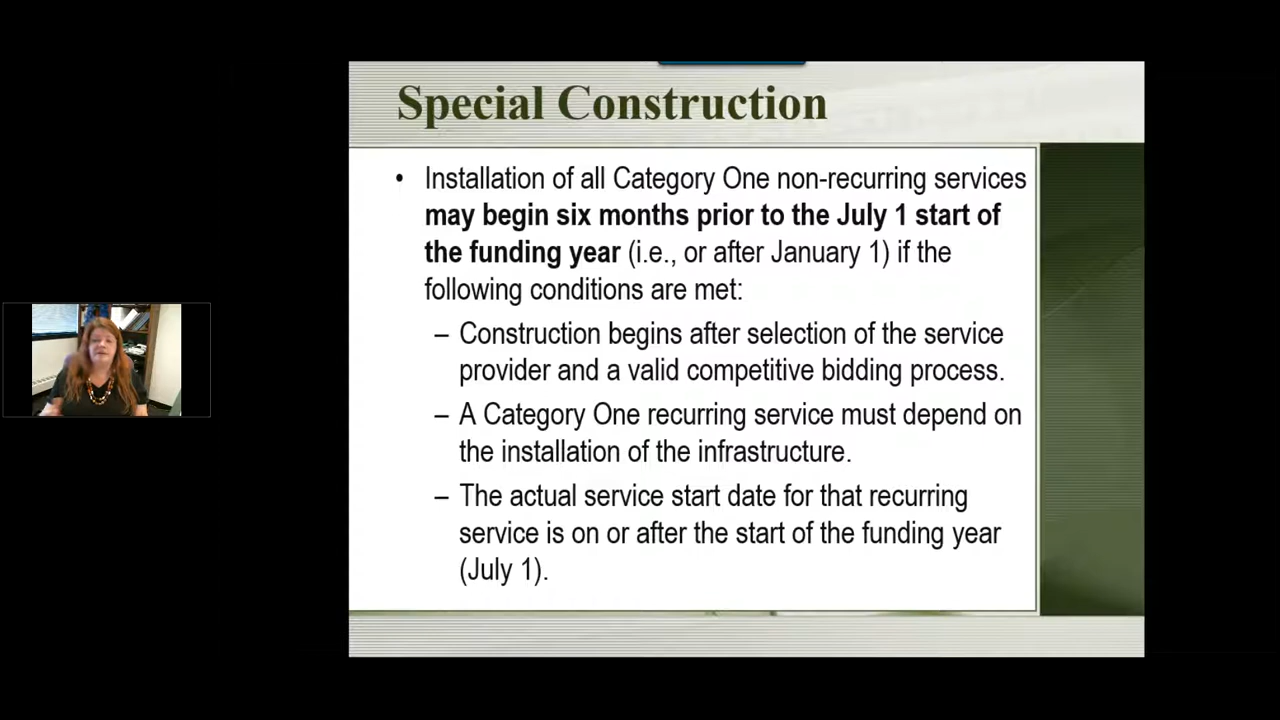 Special Construction
• Installation of all Category One non-recurring services
may begin six months prior to the July 1 start of
the funding year (i.e., or after January 1) if the
following conditions are met:
– Construction begins after selection of the service
provider and a valid competitive bidding process.
– A Category One recurring service must depend on
the installation of the infrastructure.
– The actual service start date for that recurring
service is on or after the start of the funding year
(July 1).